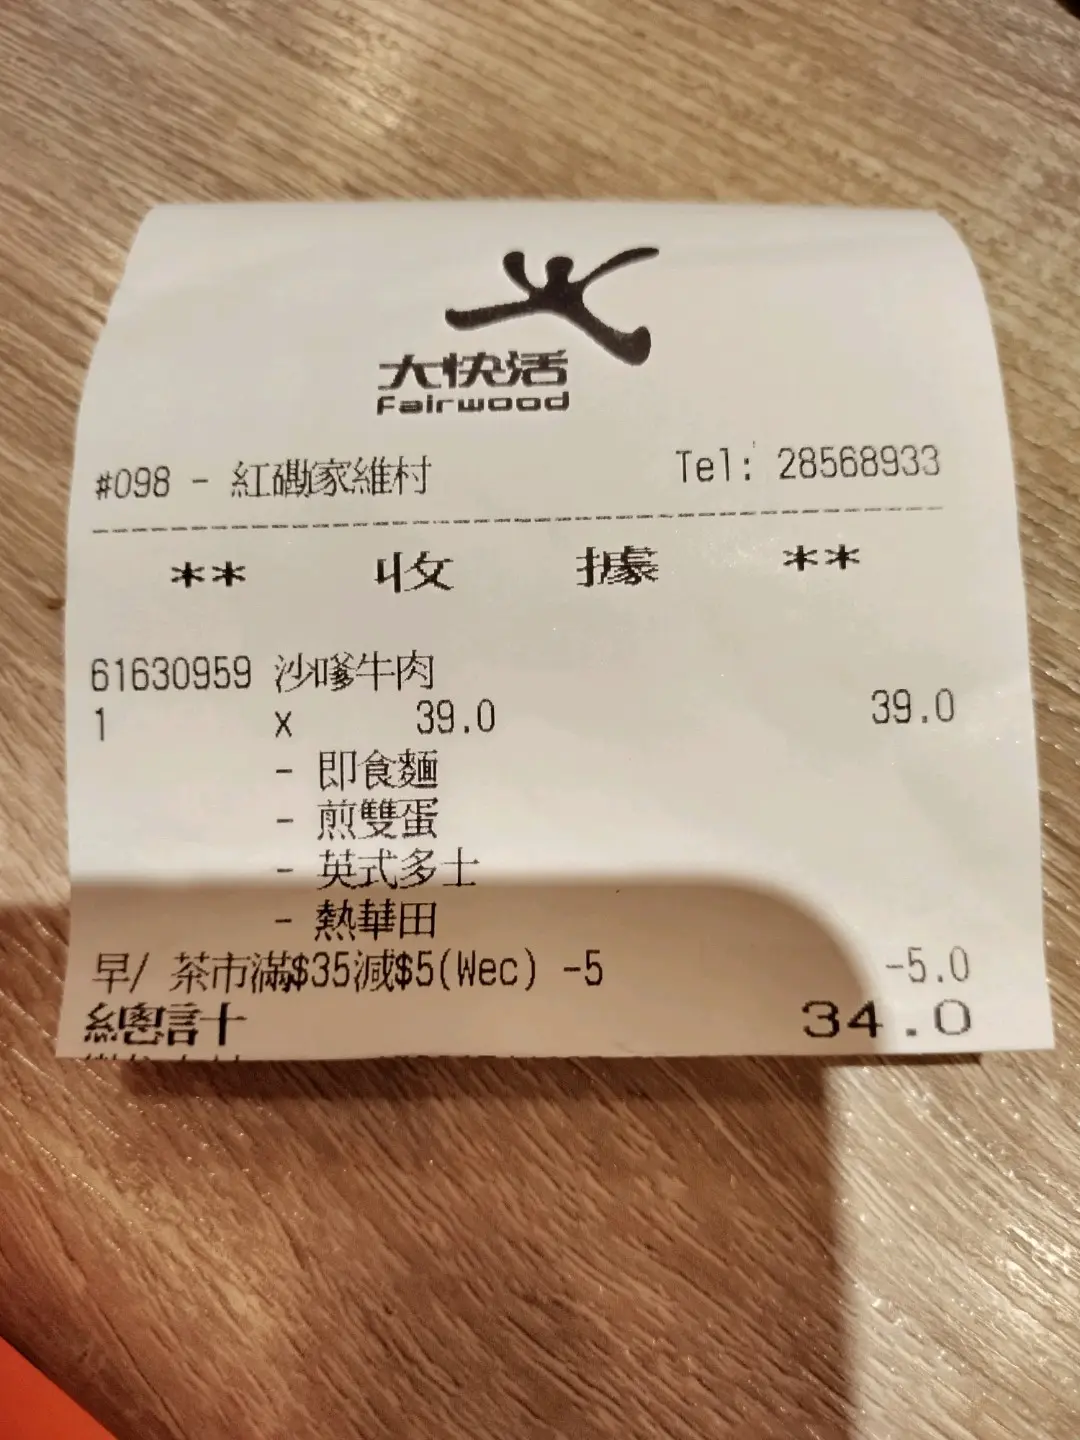 大快活
Fairwood
#098 - 紅磡家維村 Tel: 28568933
** 收 據 **
61630959 沙嗲牛肉
1 x 39.0 39.0
- 即食麵
- 煎雙蛋
- 英式多士
- 熱華田
早/ 茶市滿$35減$5(Wec) -5 -5.0
總計十 34.0